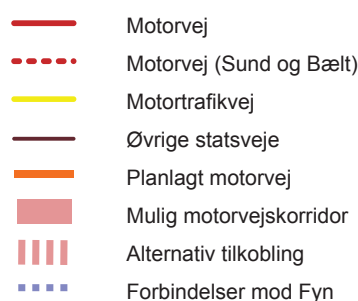 Motorvej
Motorvej (Sund og Bælt)
Motortrafikvej
Øvrige statsveje
Planlagt motorvej
Mulig motorvejskorridor
Alternativ tilkobling
Forbindelser mod Fyn